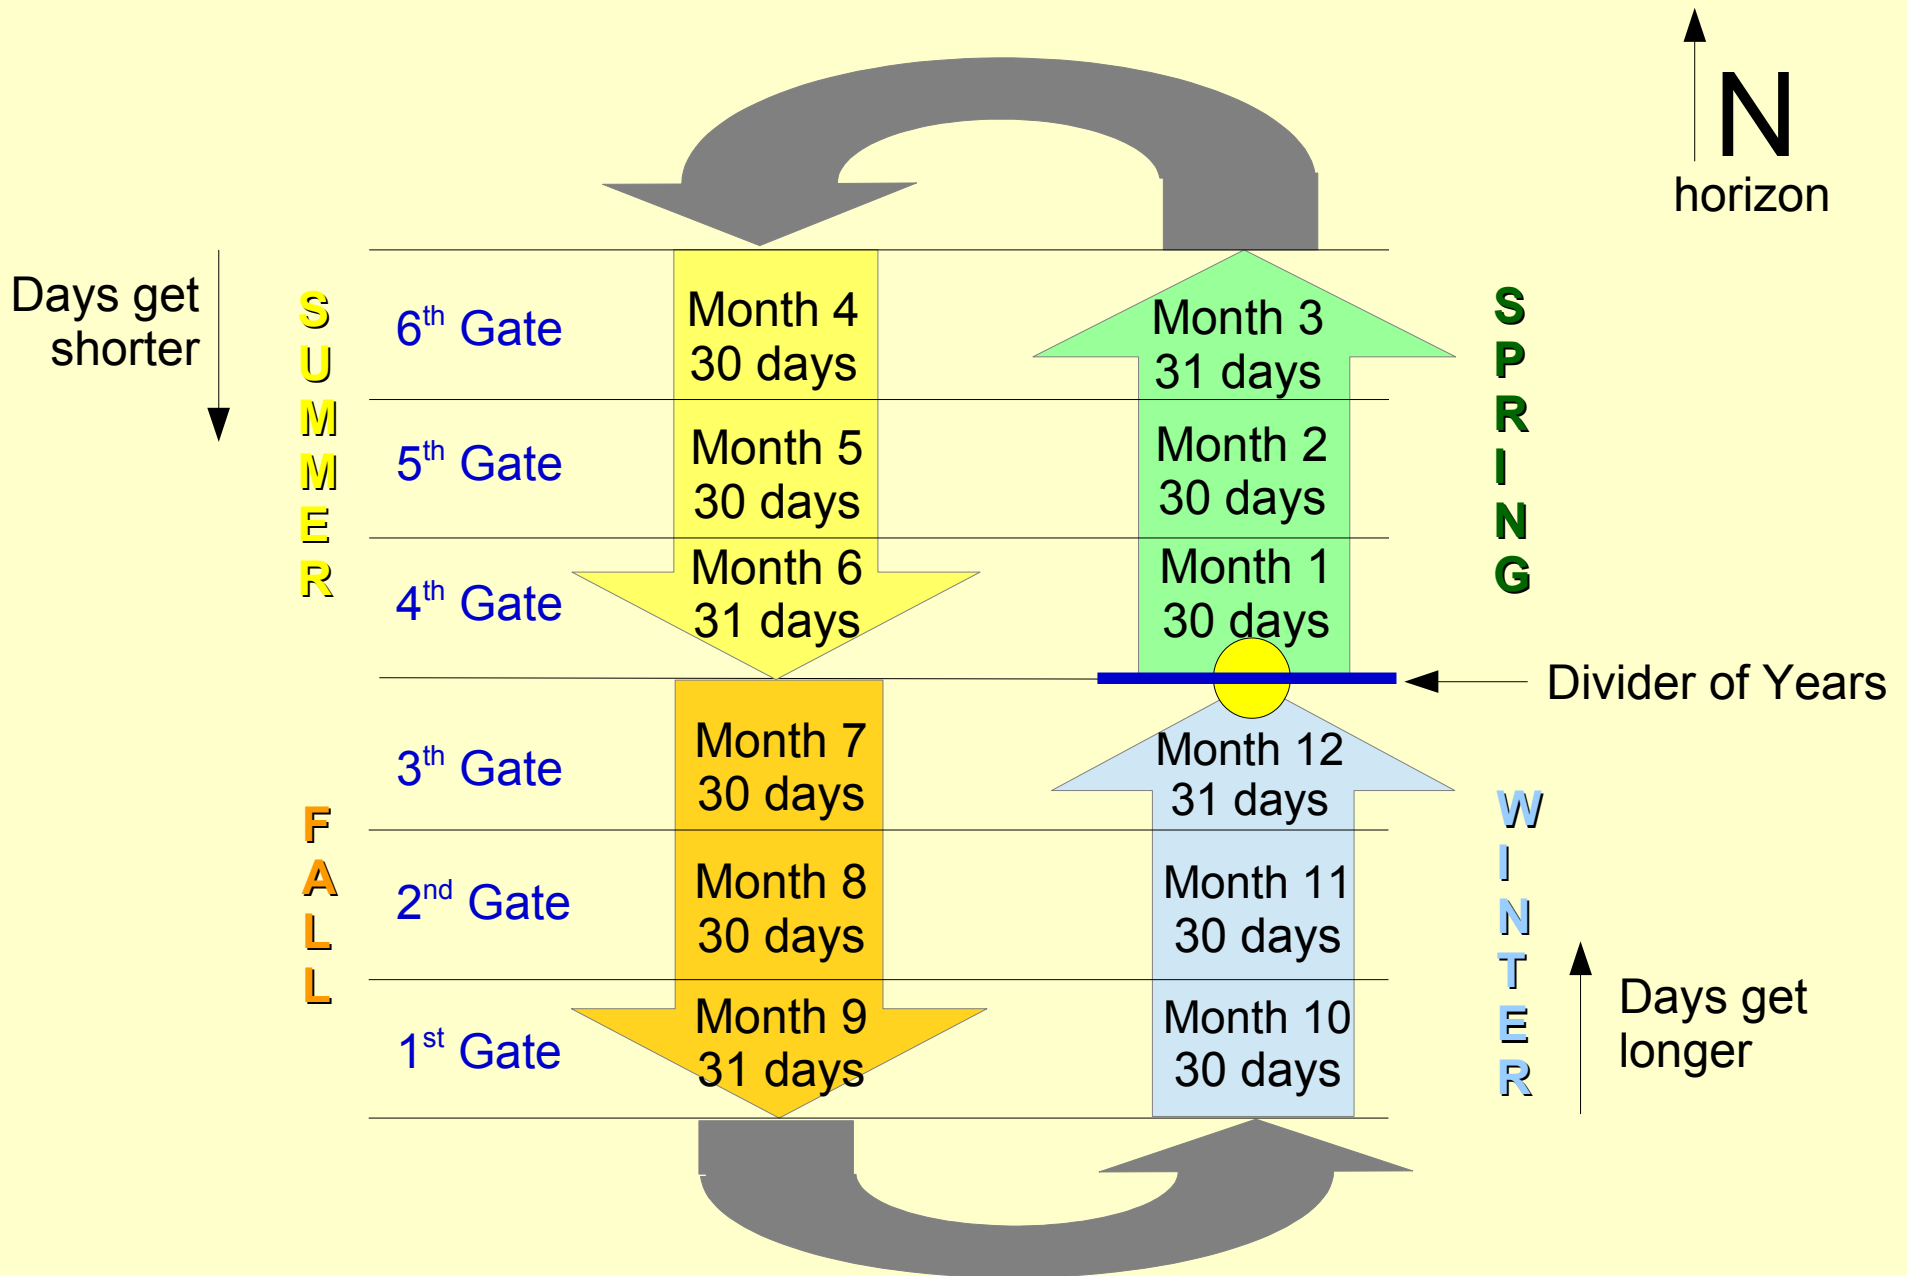 N
horizon
Days get
shorter
SUMMER
6th Gate
Month 4
30 days
Month 3
31 days
SPRING
5th Gate
Month 5
30 days
Month 2
30 days
4th Gate
Month 6
31 days
Month 1
30 days
Divider of Years
FALL
3th Gate
Month 7
30 days
Month 12
31 days
WINTER
2nd Gate
Month 8
30 days
Month 11
30 days
1st Gate
Month 9
31 days
Month 10
30 days
Days get
longer